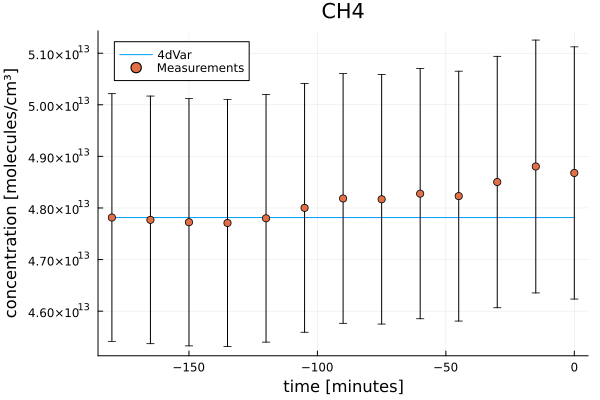 CH4
4dVar
Measurements
concentration [molecules/cm³]
5.10×10¹³
5.00×10¹³
4.90×10¹³
4.80×10¹³
4.70×10¹³
4.60×10¹³
−150
−100
−50
0
time [minutes]